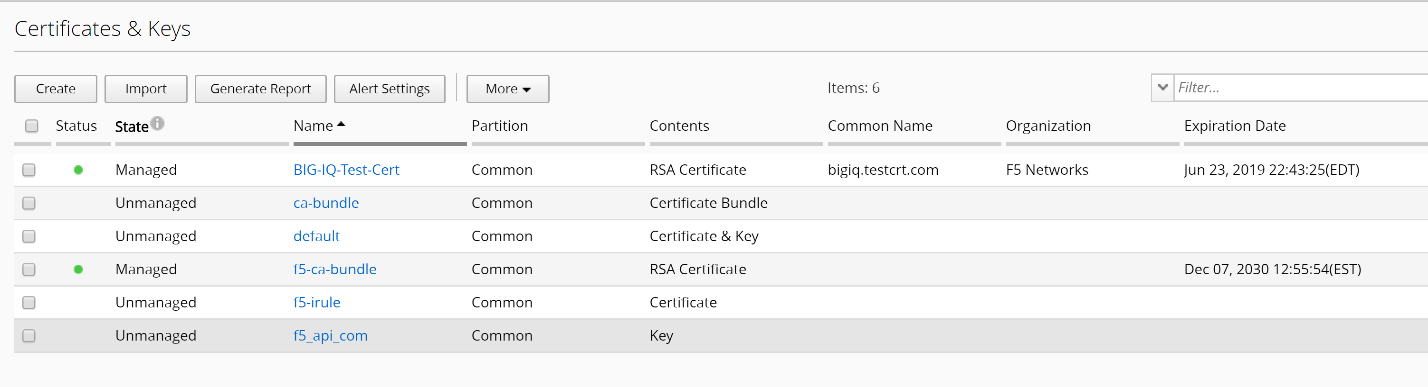 Certificates & Keys
Create Import Generate Report Alert Settings More Items: 6 Filter...
Status State Name Partition Contents Common Name Organization Expiration Date
Managed BIG-IQ-Test-Cert Common RSA Certificate bigiq.testcrt.com F5 Networks Jun 23, 2019 22:43:25(EDT)
Unmanaged ca-bundle Common Certificate Bundle
Unmanaged default Common Certificate & Key
Managed f5-ca-bundle Common RSA Certificate Dec 07, 2030 12:55:54(EST)
Unmanaged f5-irule Common Certificate
Unmanaged f5_api_com Common Key